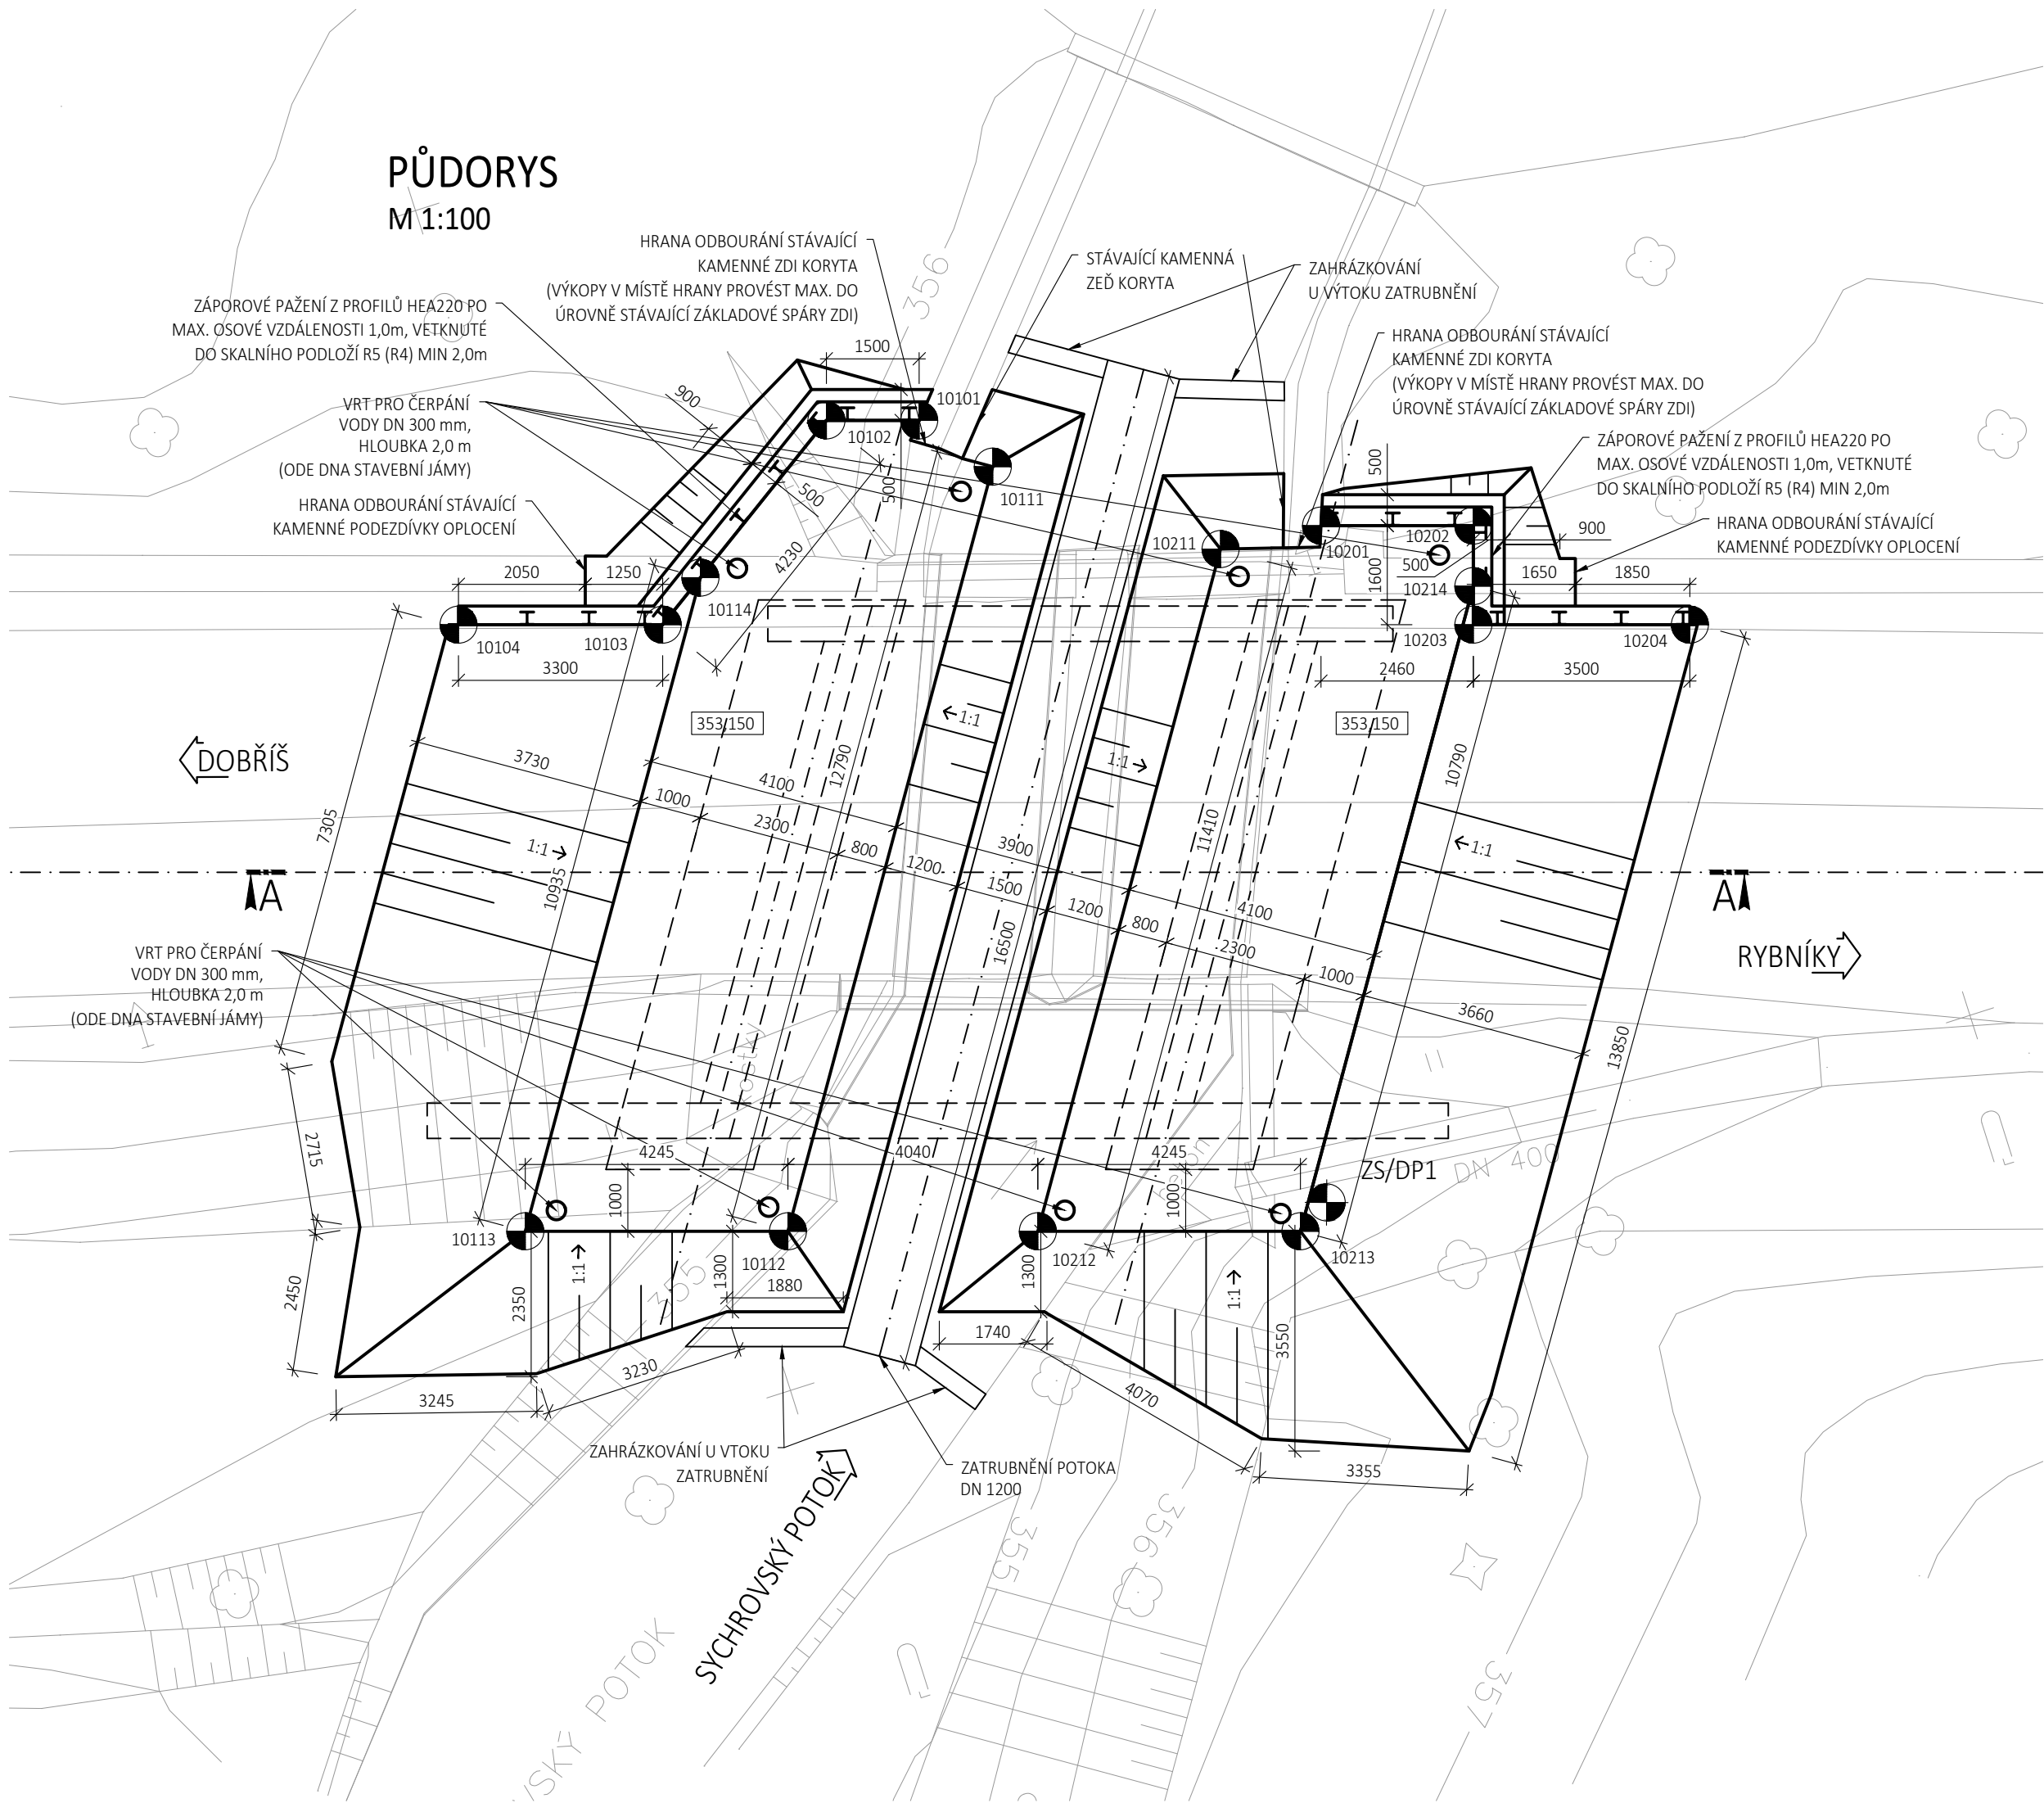 PŮDORYS
M 1:100
HRANA ODBOURÁNÍ STÁVAJÍCÍ
KAMENNÉ ZDI KORYTA
(VÝKOPY V MÍSTĚ HRANY PROVÉST MAX. DO
ÚROVNĚ STÁVAJÍCÍ ZÁKLADOVÉ SPÁRY ZDI)
STÁVAJÍCÍ KAMENNÁ
ZEĎ KORYTA
ZAHRÁZKOVÁNÍ
U VÝTOKU ZATRUBNĚNÍ
ZÁPOROVÉ PAŽENÍ Z PROFILŮ HEA220 PO
MAX. OSOVÉ VZDÁLENOSTI 1,0m, VETKNUTÉ
DO SKALNÍHO PODLOŽÍ R5 (R4) MIN 2,0m
HRANA ODBOURÁNÍ STÁVAJÍCÍ
KAMENNÉ ZDI KORYTA
(VÝKOPY V MÍSTĚ HRANY PROVÉST MAX. DO
ÚROVNĚ STÁVAJÍCÍ ZÁKLADOVÉ SPÁRY ZDI)
VRT PRO ČERPÁNÍ
VODY DN 300 mm,
HLOUBKA 2,0 m
(ODE DNA STAVEBNÍ JÁMY)
HRANA ODBOURÁNÍ STÁVAJÍCÍ
KAMENNÉ PODEZDÍVKY OPLOCENÍ
ZÁPOROVÉ PAŽENÍ Z PROFILŮ HEA220 PO
MAX. OSOVÉ VZDÁLENOSTI 1,0m, VETKNUTÉ
DO SKALNÍHO PODLOŽÍ R5 (R4) MIN 2,0m
HRANA ODBOURÁNÍ STÁVAJÍCÍ
KAMENNÉ PODEZDÍVKY OPLOCENÍ
356
1500
900
10101
10102
500
500
10111
4230
2050
1250
10114
10104
10103
3300
500
10211
10201
10202
900
500
1600
10214
1650
1850
10203
10204
2460
3500
353,150
353,150
1:1
1:1
DOBŘÍŠ
3730
1000
4100
12790
2300
800
1200
3900
1500
1200
800
11410
4100
2300
1000
3660
10790
7305
1:1
10935
1:1
A
A
RYBNÍKY
16500
13850
VRT PRO ČERPÁNÍ
VODY DN 300 mm,
HLOUBKA 2,0 m
(ODE DNA STAVEBNÍ JÁMY)
2715
4245
4040
4245
ZS/DP1
DN 400
1000
1000
10113
10112
10212
10213
1:1
1300
1880
1300
1:1
355
2450
2350
1740
3550
3230
3245
4070
3355
ZAHRÁZKOVÁNÍ U VTOKU
ZATRUBNĚNÍ
ZATRUBNĚNÍ POTOKA
DN 1200
SYCHROVSKÝ POTOK
355
356
357
VSKÝ POTOK